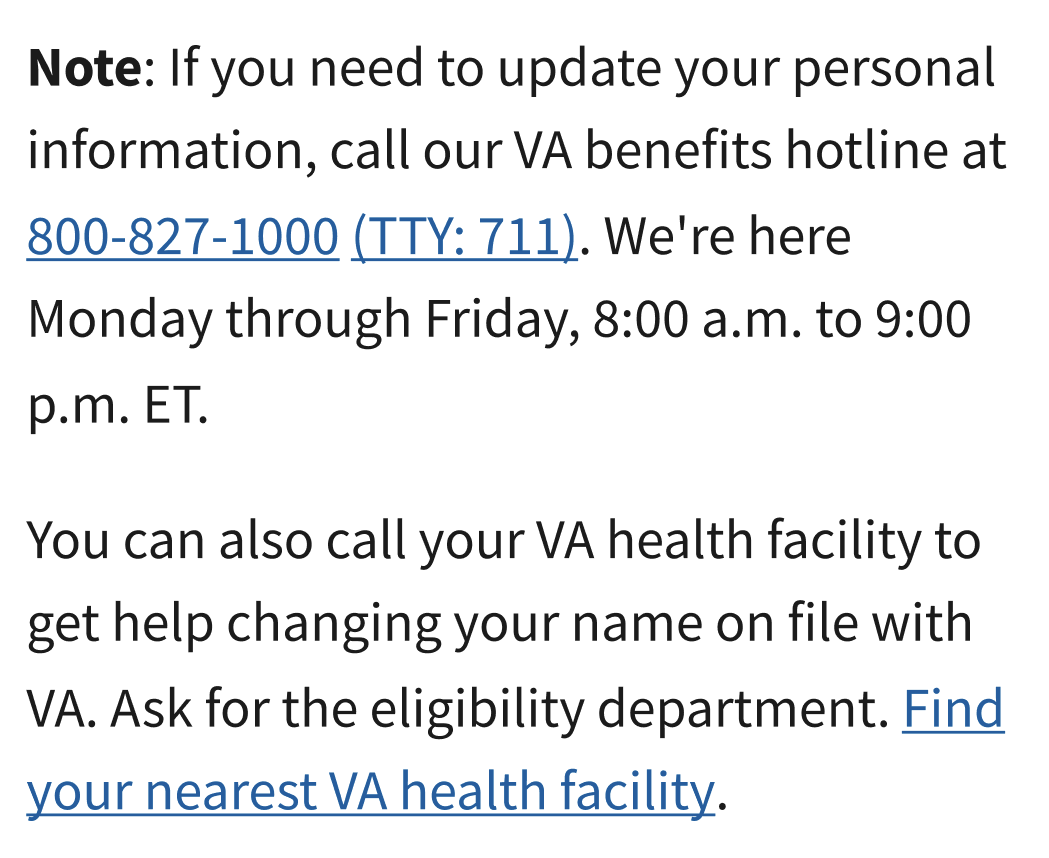 Note: If you need to update your personal
information, call our VA benefits hotline at
800-827-1000 (TTY: 711). We're here
Monday through Friday, 8:00 a.m. to 9:00
p.m. ET.
You can also call your VA health facility to
get help changing your name on file with
VA. Ask for the eligibility department. Find
your nearest VA health facility.